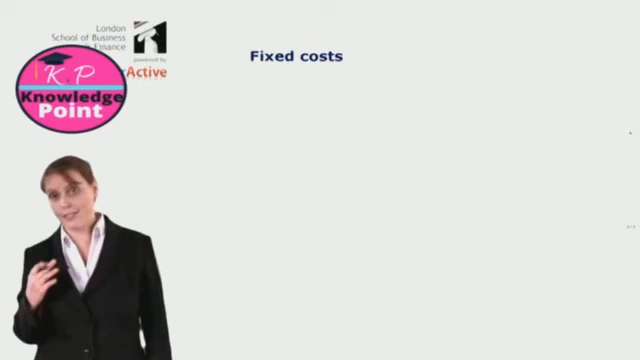 London
School of Business
Finance
powered by
Active
K.P
Knowledge
Point
Fixed costs